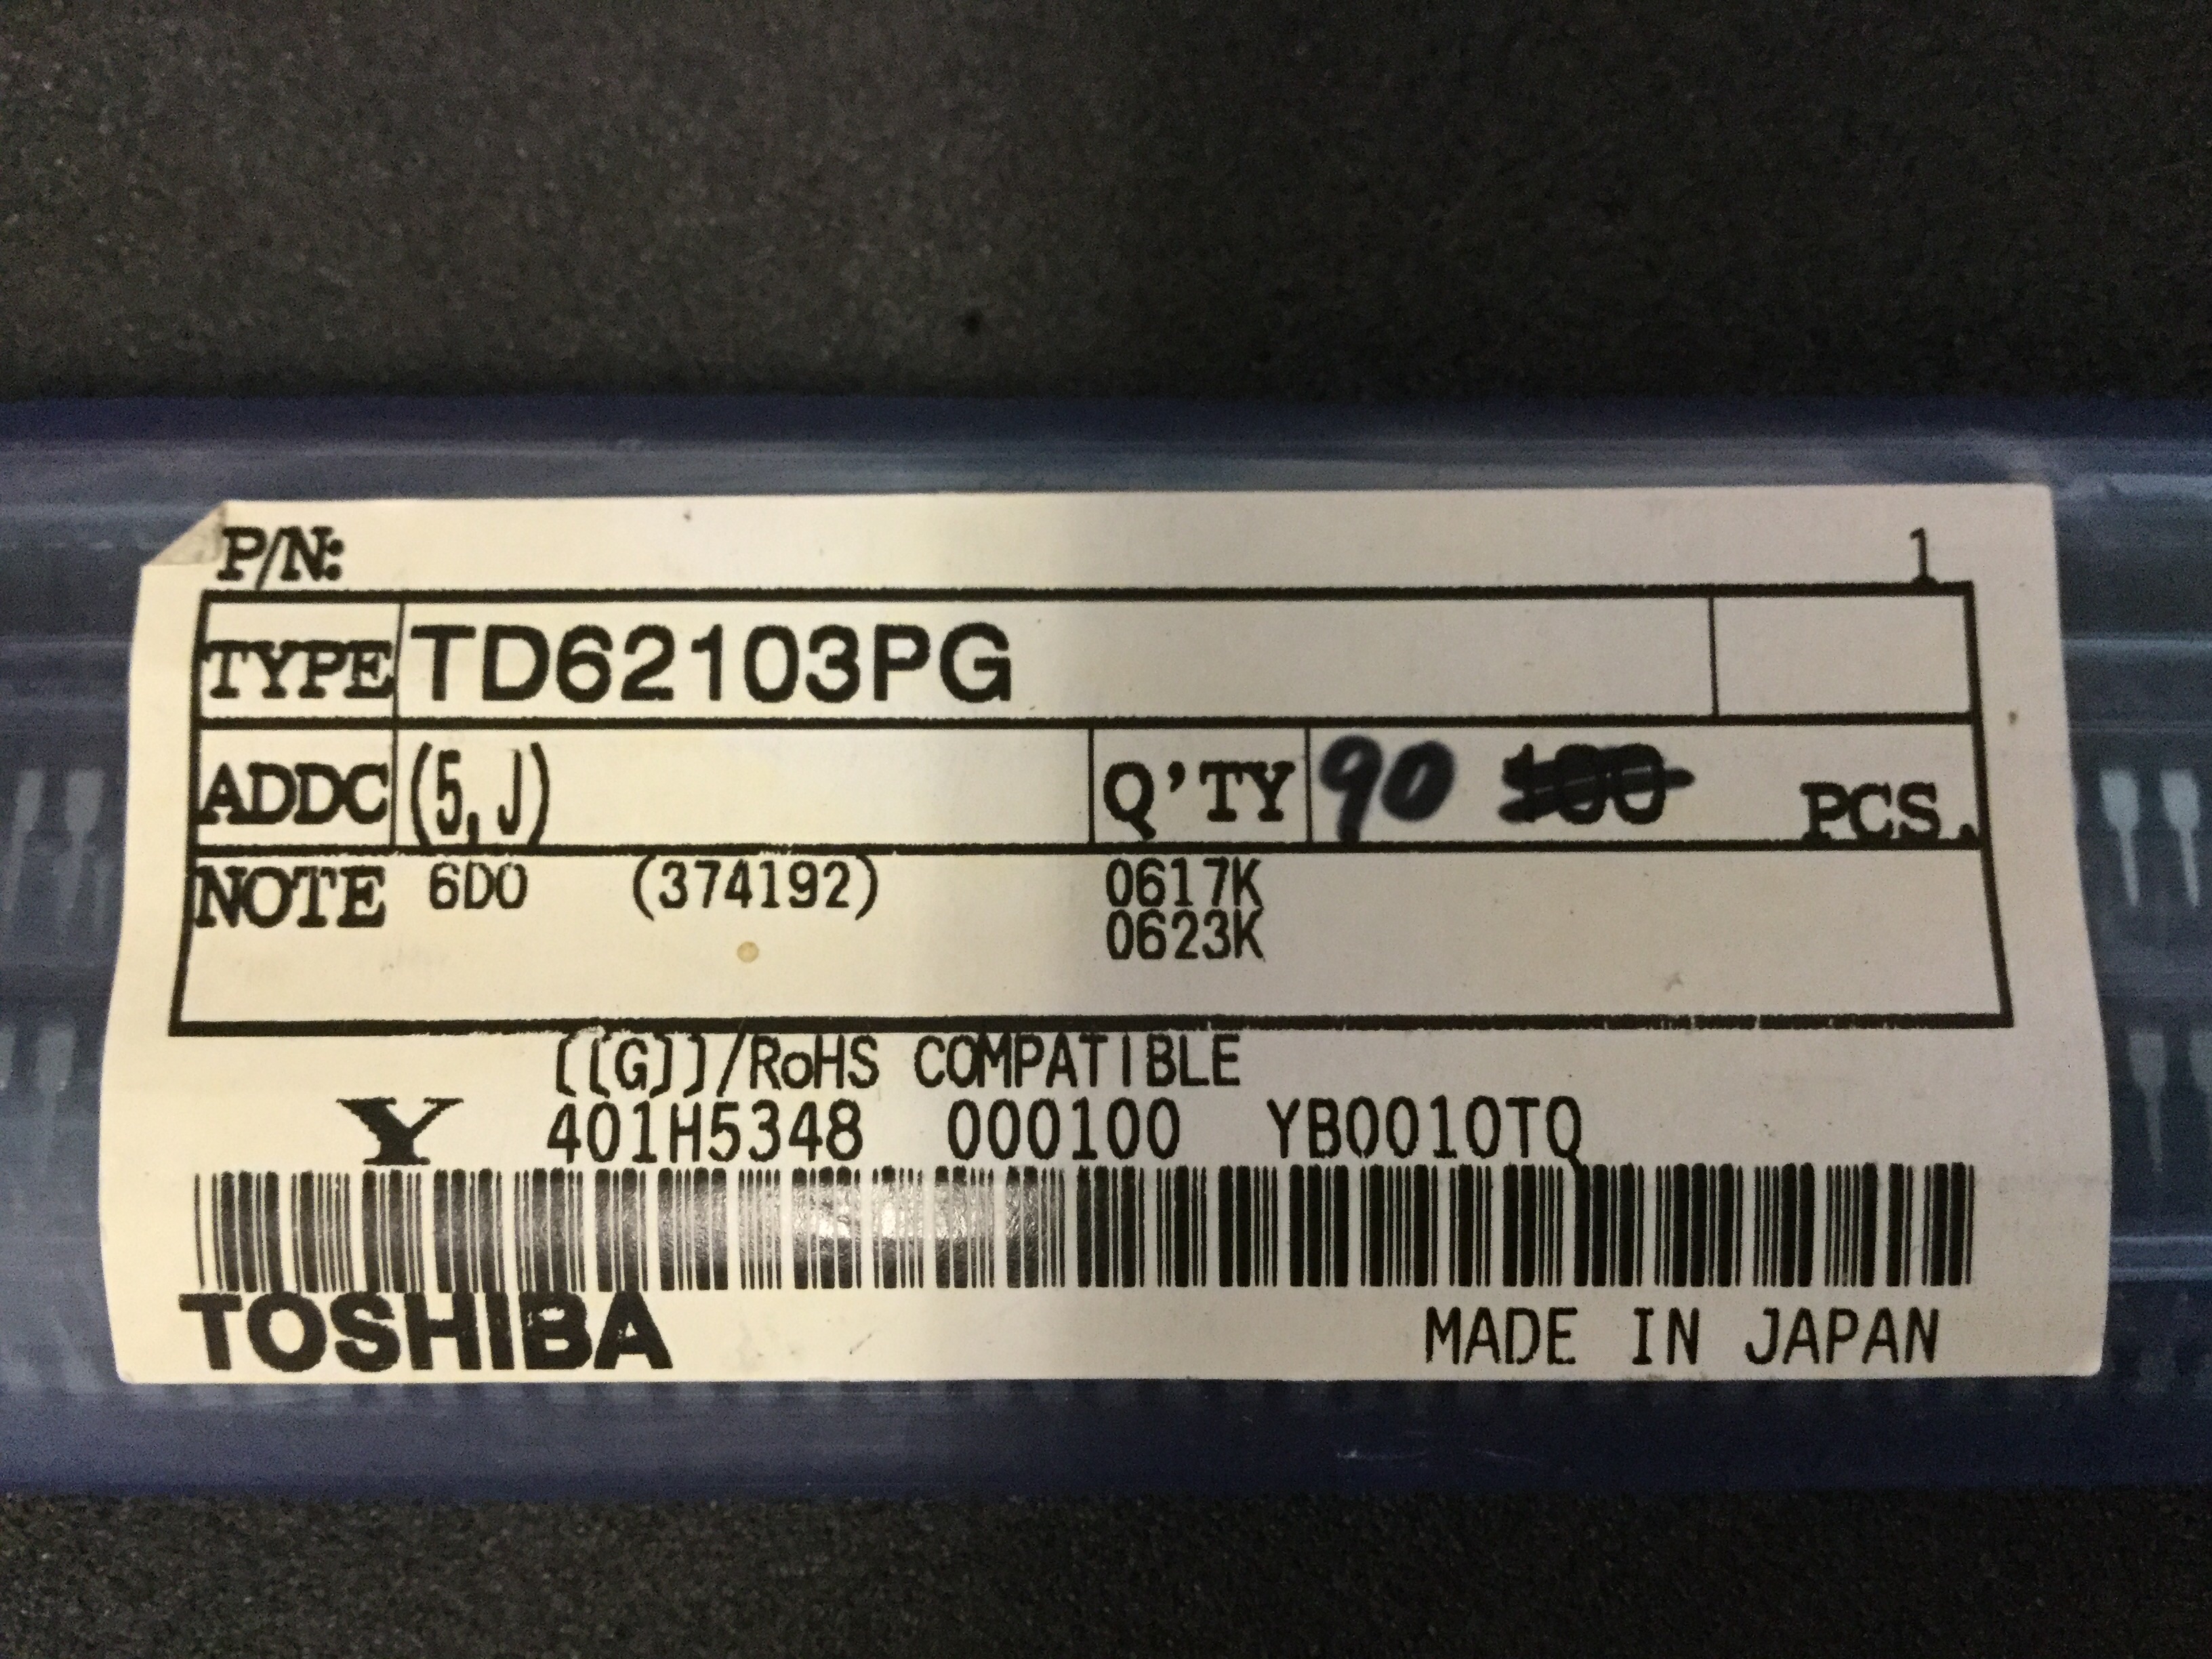 P/N: 1
TYPE TD62103PG
ADDC (5,J) Q'TY 90 100 PCS.
NOTE 6D0 (374192) 0617K
0623K
[[G]]/RoHS COMPATIBLE
Y 401H5348 000100 YB0010TQ
TOSHIBA MADE IN JAPAN